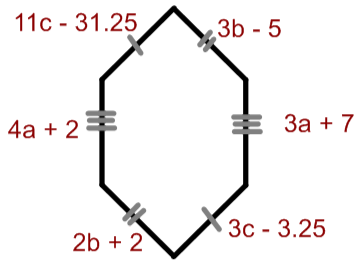 11c - 31.25
3b - 5
4a + 2
3a + 7
2b + 2
3c - 3.25